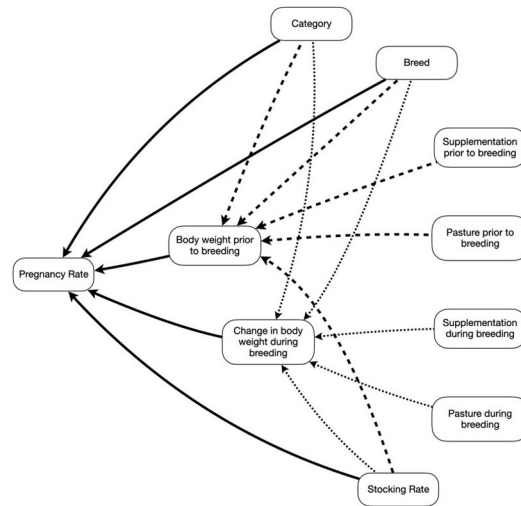 Category
Breed
Supplementation
prior to breeding
Pasture prior to
breeding
Body weight prior
to breeding
Pregnancy Rate
Change in body
weight during
breeding
Supplementation
during breeding
Pasture during
breeding
Stocking Rate